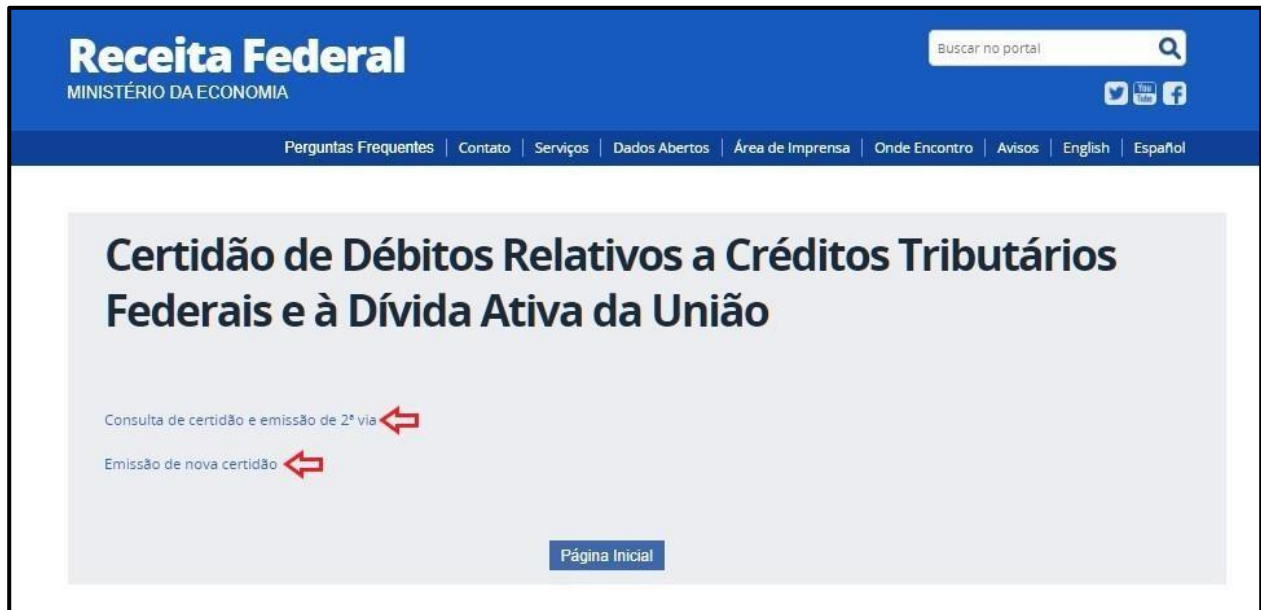 Receita Federal
MINISTÉRIO DA ECONOMIA
Buscar no portal
You
Tube
Perguntas Frequentes | Contato | Serviços | Dados Abertos | Área de Imprensa | Onde Encontro | Avisos | English | Español
Certidão de Débitos Relativos a Créditos Tributários
Federais e à Dívida Ativa da União
Consulta de certidão e emissão de 2ª via
Emissão de nova certidão
Página Inicial